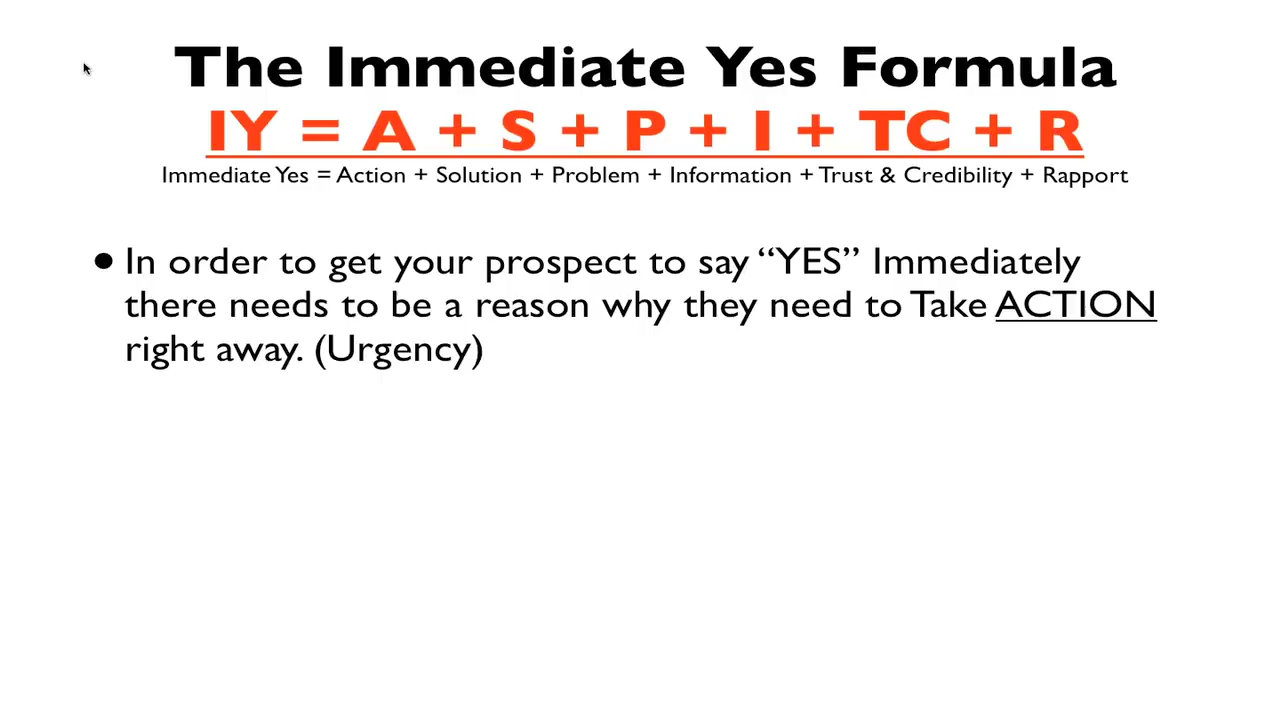 The Immediate Yes Formula
IY = A + S + P + I + TC + R
Immediate Yes = Action + Solution + Problem + Information + Trust & Credibility + Rapport
• In order to get your prospect to say “YES” Immediately
there needs to be a reason why they need to Take ACTION
right away. (Urgency)